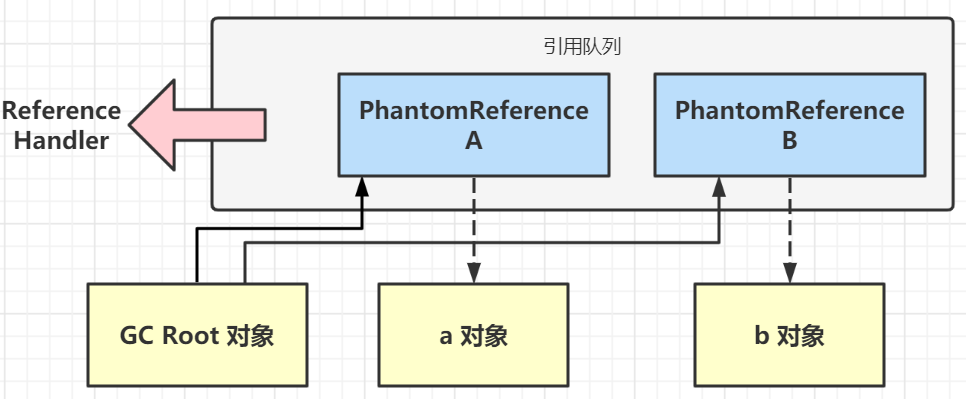 引用队列
Reference
Handler
PhantomReference
A
PhantomReference
B
GC Root 对象
a 对象
b 对象